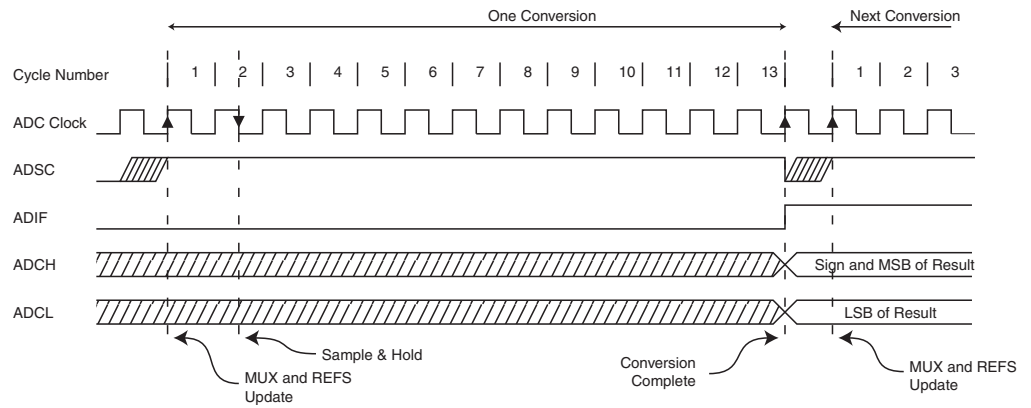 One Conversion
Next Conversion
Cycle Number 1 2 3 4 5 6 7 8 9 10 11 12 13 1 2 3
ADC Clock
ADSC
ADIF
ADCH
Sign and MSB of Result
ADCL
LSB of Result
MUX and REFS
Update
Sample & Hold
Conversion
Complete
MUX and REFS
Update